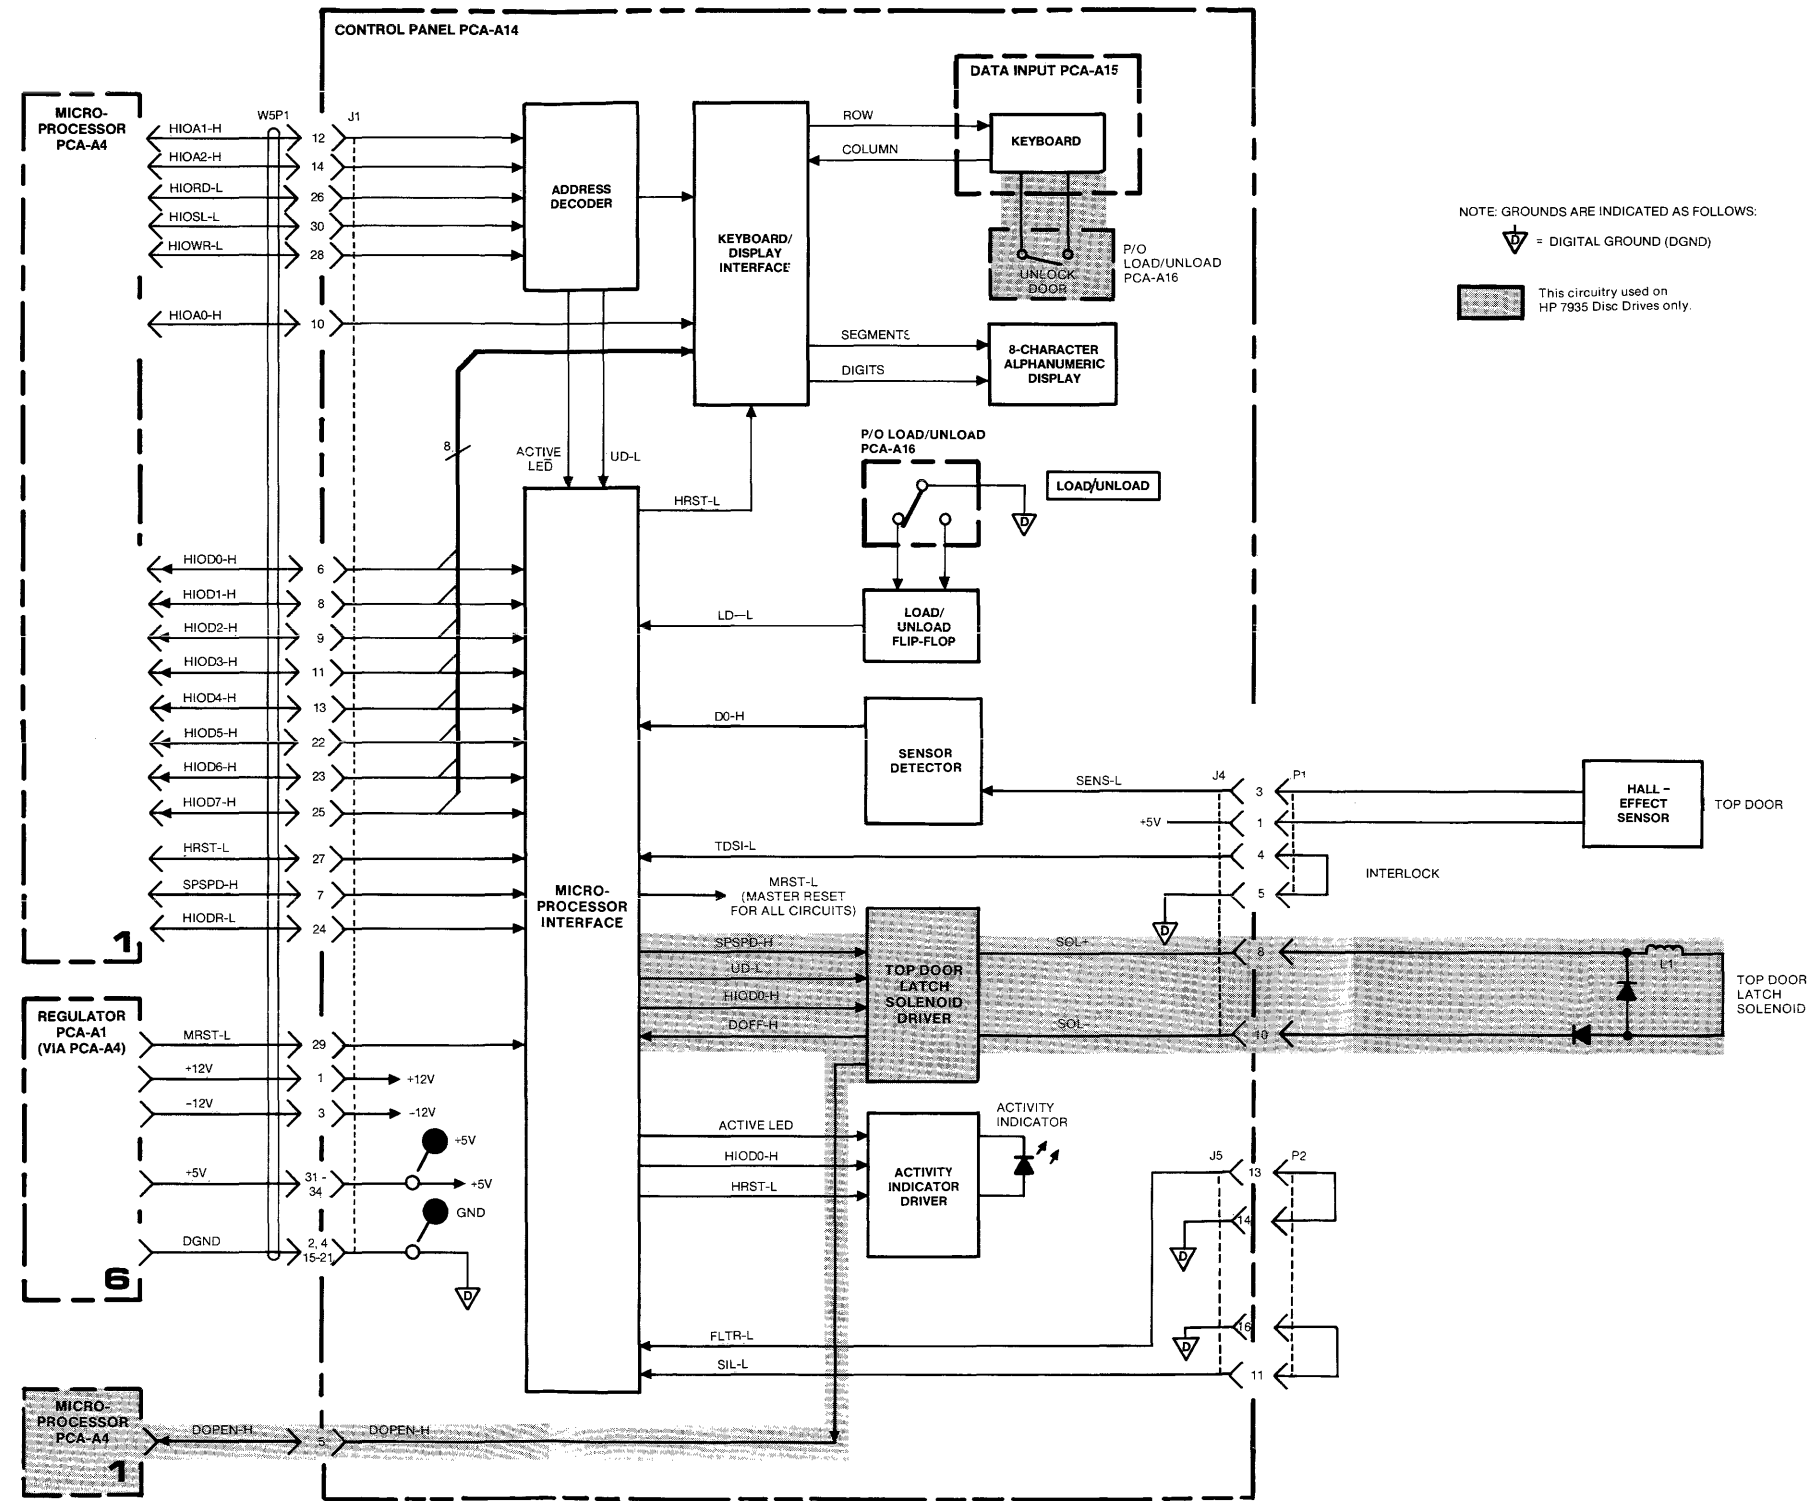 CONTROL PANEL PCA-A14
DATA INPUT PCA-A15
MICRO-
PROCESSOR
PCA-A4
W5P1
J1
HIOA1-H
12
HIOA2-H
14
HIORD-L
26
HIOSL-L
30
HIOWR-L
28
HIOA0-H
10
ADDRESS
DECODER
KEYBOARD/
DISPLAY
INTERFACE
ROW
COLUMN
KEYBOARD
UNLOCK
DOOR
P/O
LOAD/UNLOAD
PCA-A16
NOTE: GROUNDS ARE INDICATED AS FOLLOWS:
D
= DIGITAL GROUND (DGND)
This circuitry used on
HP 7935 Disc Drives only.
SEGMENTS
DIGITS
8-CHARACTER
ALPHANUMERIC
DISPLAY
8
ACTIVE
LED
UD-L
HRST-L
P/O LOAD/UNLOAD
PCA-A16
D
LOAD/UNLOAD
HIOD0-H
6
HIOD1-H
8
HIOD2-H
9
HIOD3-H
11
HIOD4-H
13
HIOD5-H
22
HIOD6-H
23
HIOD7-H
25
HRST-L
27
SPSPD-H
7
HIODR-L
24
1
LD—L
LOAD/
UNLOAD
FLIP-FLOP
D0-H
SENSOR
DETECTOR
SENS-L
J4
3
P1
+5V
1
HALL –
EFFECT
SENSOR
TOP DOOR
TDSI-L
4
INTERLOCK
5
D
MICRO-
PROCESSOR
INTERFACE
MRST-L
(MASTER RESET
FOR ALL CIRCUITS)
SPSPD-H
UD-L
HIOD0-H
DOFF-H
TOP DOOR
LATCH
SOLENOID
DRIVER
SOL+
8
L1
SOL-
10
TOP DOOR
LATCH
SOLENOID
REGULATOR
PCA-A1
(VIA PCA-A4)
MRST-L
29
+12V
1
+12V
–12V
3
–12V
+5V
+5V
31 -
34
+5V
GND
DGND
2, 4
15-21
D
6
ACTIVE LED
HIOD0-H
HRST-L
ACTIVITY
INDICATOR
DRIVER
ACTIVITY
INDICATOR
J5
13
P2
14
D
16
D
FLTR-L
SIL-L
11
MICRO-
PROCESSOR
PCA-A4
1
DOPEN-H
5
DOPEN-H